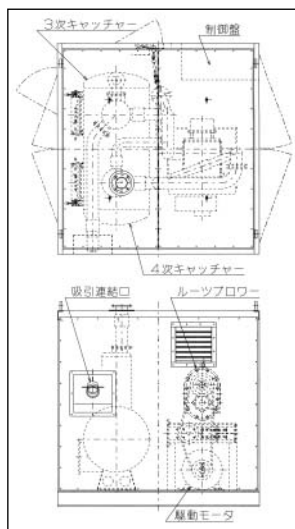 3次キャッチャー
制御盤
4次キャッチャー
吸引連結口
ルーツブロワー
駆動モータ